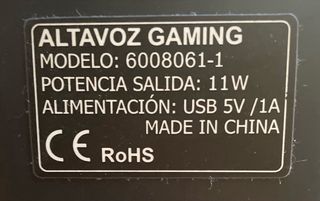 ALTAVOZ GAMING
MODELO: 6008061-1
POTENCIA SALIDA: 11W
ALIMENTACIÓN: USB 5V /1A
MADE IN CHINA
CE RoHS